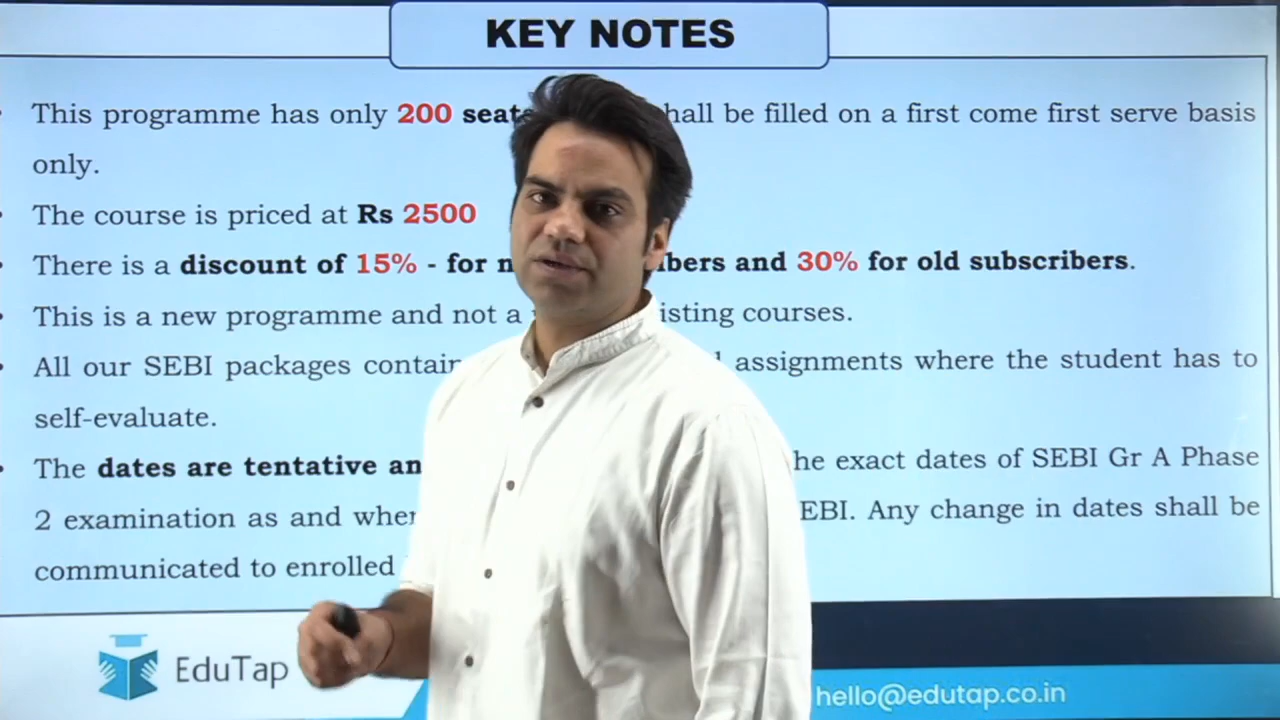 KEY NOTES
This programme has only 200 seats hall be filled on a first come first serve basis
only.
The course is priced at Rs 2500
There is a discount of 15% - for n bers and 30% for old subscribers.
This is a new programme and not a isting courses.
All our SEBI packages contain assignments where the student has to
self-evaluate.
The dates are tentative an he exact dates of SEBI Gr A Phase
2 examination as and when EBI. Any change in dates shall be
communicated to enrolled
EduTap
hello@edutap.co.in